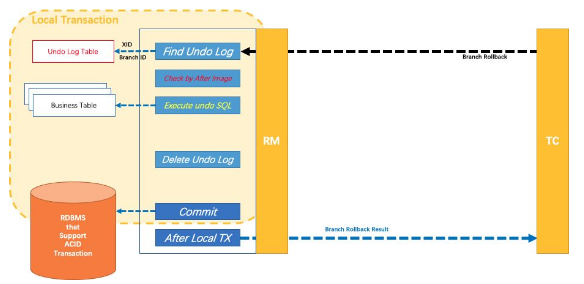 Local Transaction
Undo Log Table
XID
Branch ID
Find Undo Log
Branch Rollback
Check by After Image
Business Table
Execute undo SQL
RM
TC
Delete Undo Log
RDBMS
that
Support
ACID
Transaction
Commit
After Local TX
Branch Rollback Result